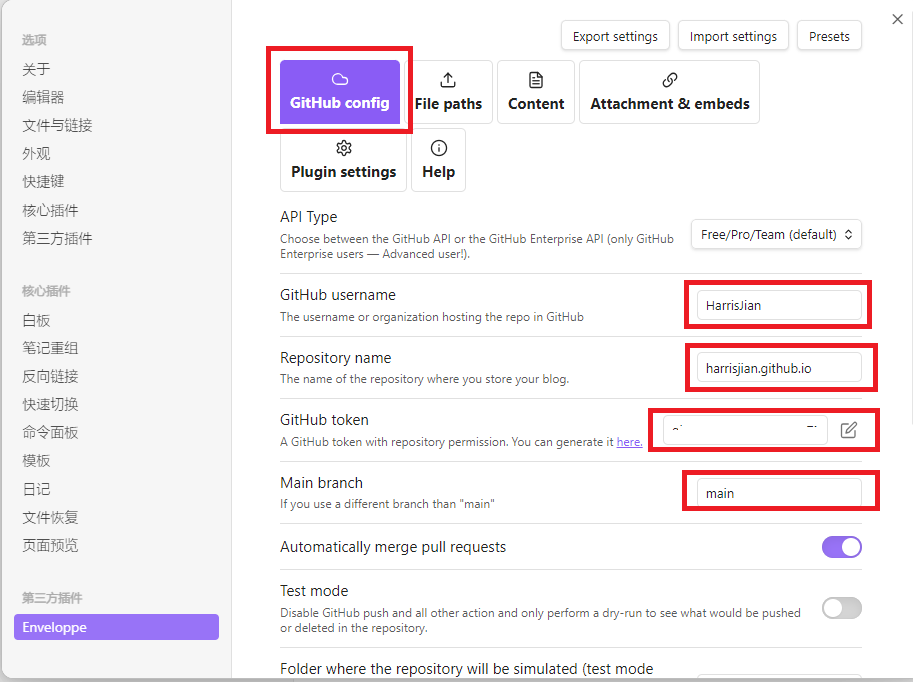 选项
关于
编辑器
文件与链接
外观
快捷键
核心插件
第三方插件
核心插件
白板
笔记重组
反向链接
快速切换
命令面板
模板
日记
文件恢复
页面预览
第三方插件
Enveloppe
Export settings
Import settings
Presets
GitHub config
File paths
Content
Attachment & embeds
Plugin settings
Help
API Type
Choose between the GitHub API or the GitHub Enterprise API (only GitHub
Enterprise users — Advanced user!).
Free/Pro/Team (default)
GitHub username
The username or organization hosting the repo in GitHub
HarrisJian
Repository name
The name of the repository where you store your blog.
harrisjian.github.io
GitHub token
A GitHub token with repository permission. You can generate it here.
Main branch
If you use a different branch than "main"
main
Automatically merge pull requests
Test mode
Disable GitHub push and all other action and only perform a dry-run to see what would be pushed
or deleted in the repository.
Folder where the repository will be simulated (test mode